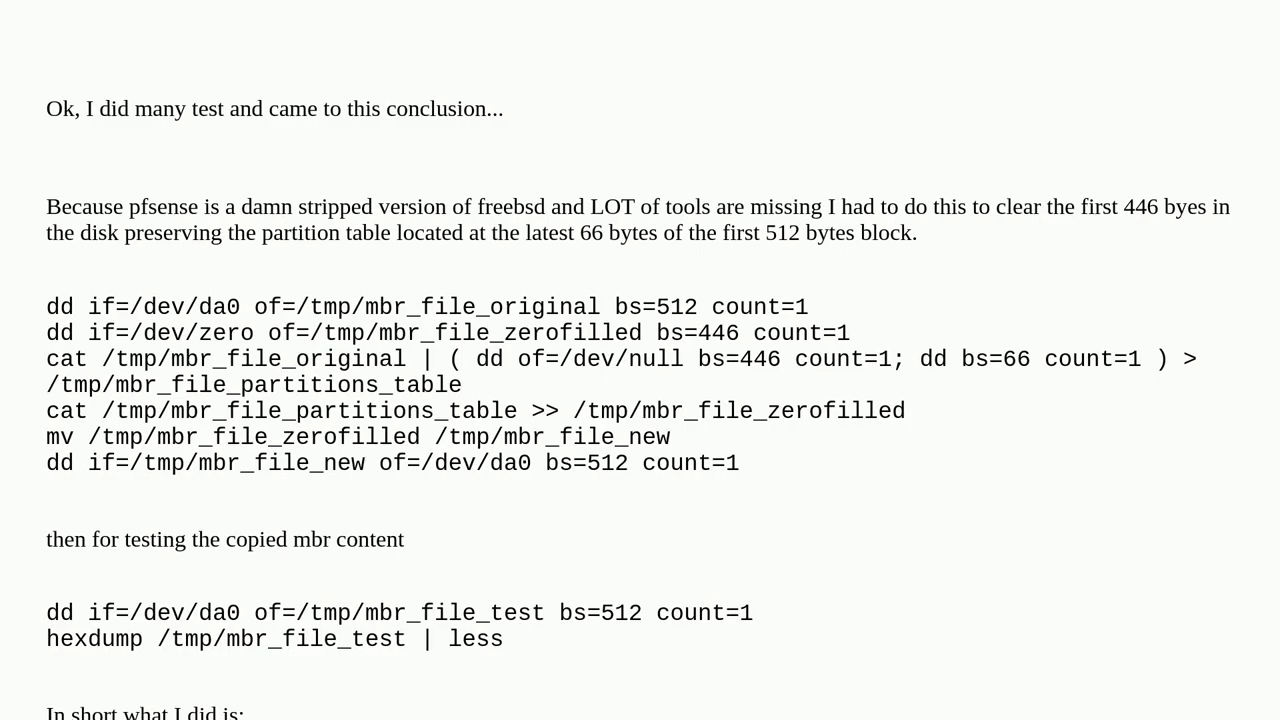 Ok, I did many test and came to this conclusion...
Because pfsense is a damn stripped version of freebsd and LOT of tools are missing I had to do this to clear the first 446 byes in
the disk preserving the partition table located at the latest 66 bytes of the first 512 bytes block.
dd if=/dev/da0 of=/tmp/mbr_file_original bs=512 count=1
dd if=/dev/zero of=/tmp/mbr_file_zerofilled bs=446 count=1
cat /tmp/mbr_file_original | ( dd of=/dev/null bs=446 count=1; dd bs=66 count=1 ) >
/tmp/mbr_file_partitions_table
cat /tmp/mbr_file_partitions_table >> /tmp/mbr_file_zerofilled
mv /tmp/mbr_file_zerofilled /tmp/mbr_file_new
dd if=/tmp/mbr_file_new of=/dev/da0 bs=512 count=1
then for testing the copied mbr content
dd if=/dev/da0 of=/tmp/mbr_file_test bs=512 count=1
hexdump /tmp/mbr_file_test | less
In short what I did is: